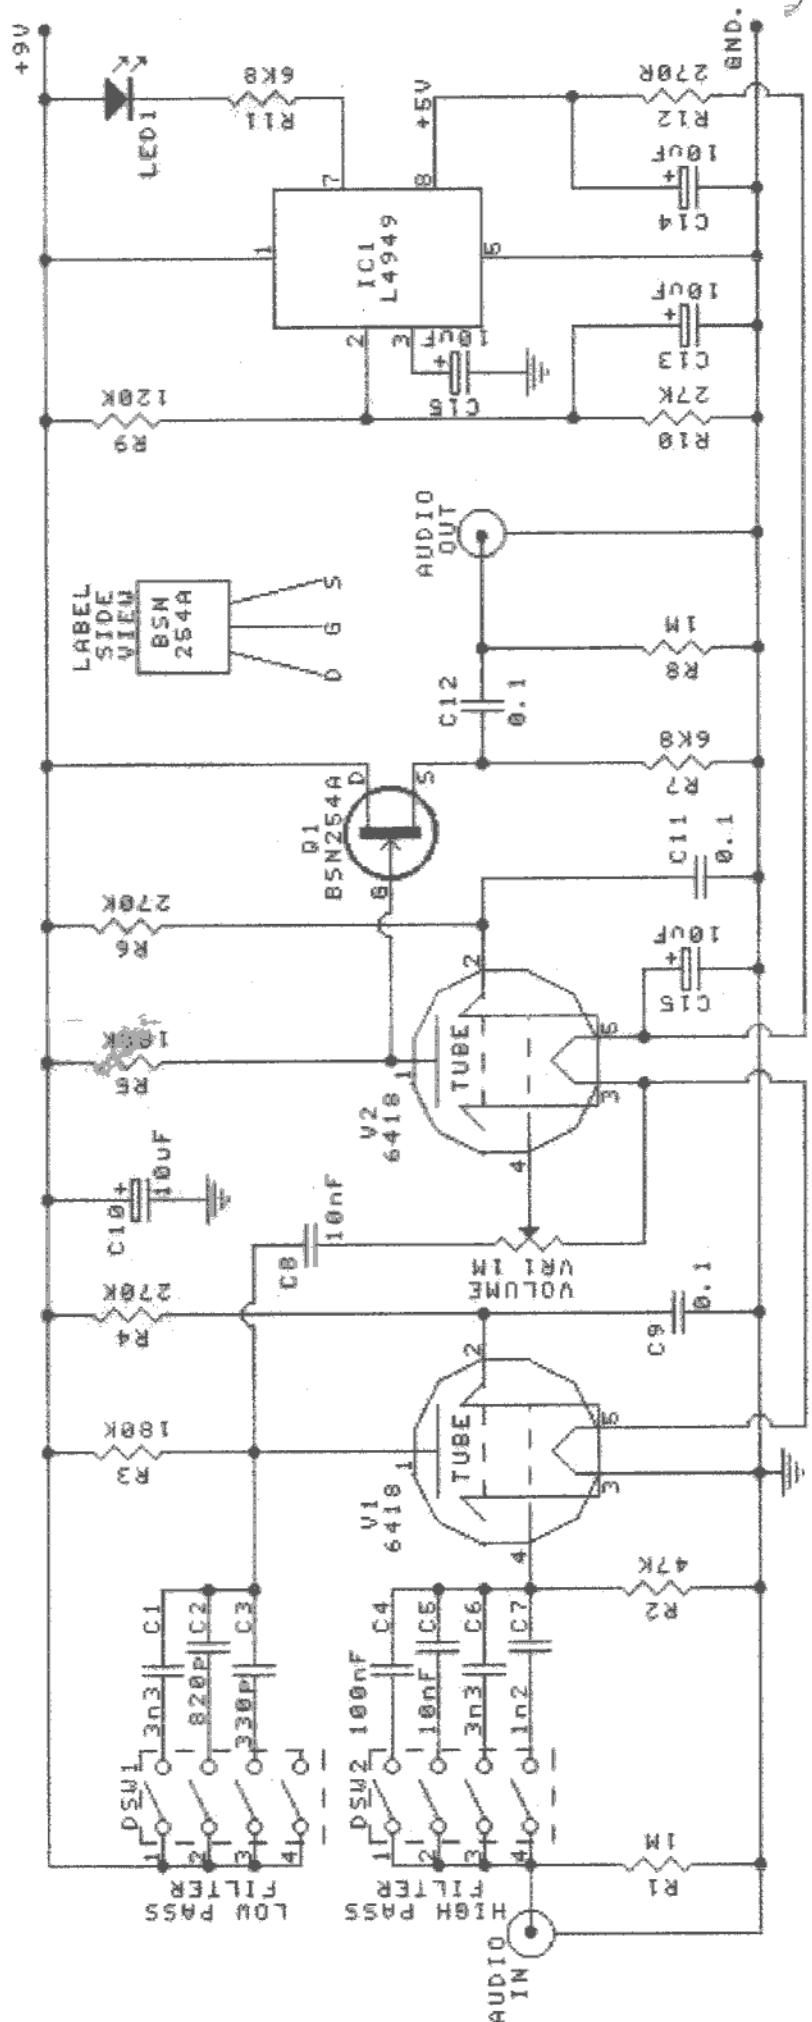 AUDIO
IN
LOW PASS
FILTER
DSW1
1
2
3
4
3n3
C1
820p
C2
330p
C3
HIGH PASS
FILTER
DSW2
1
2
3
4
100nF
C4
10nF
C5
3n3
C6
1n2
C7
R1
1M
R2
47K
R3
180K
V1
6418
TUBE
1
2
3
4
5
R4
270K
C9
0.1
C8
10nF
VOLUME
VR1 1M
C10
+
10uF
R5
V2
6418
TUBE
1
2
3
4
5
R6
270K
C15
+
10uF
C11
0.1
Q1
BSN254A
G
D
S
R7
6K8
C12
0.1
R8
1M
AUDIO
OUT
LABEL
SIDE
VIEW
BSN
254A
D
G
S
R9
120K
R10
27K
C13
+
10uF
C16
+
10uF
IC1
L4949
1
2
3
5
7
8
+5V
C14
+
10uF
R12
270R
LED1
R11
6K8
+9V
GND.